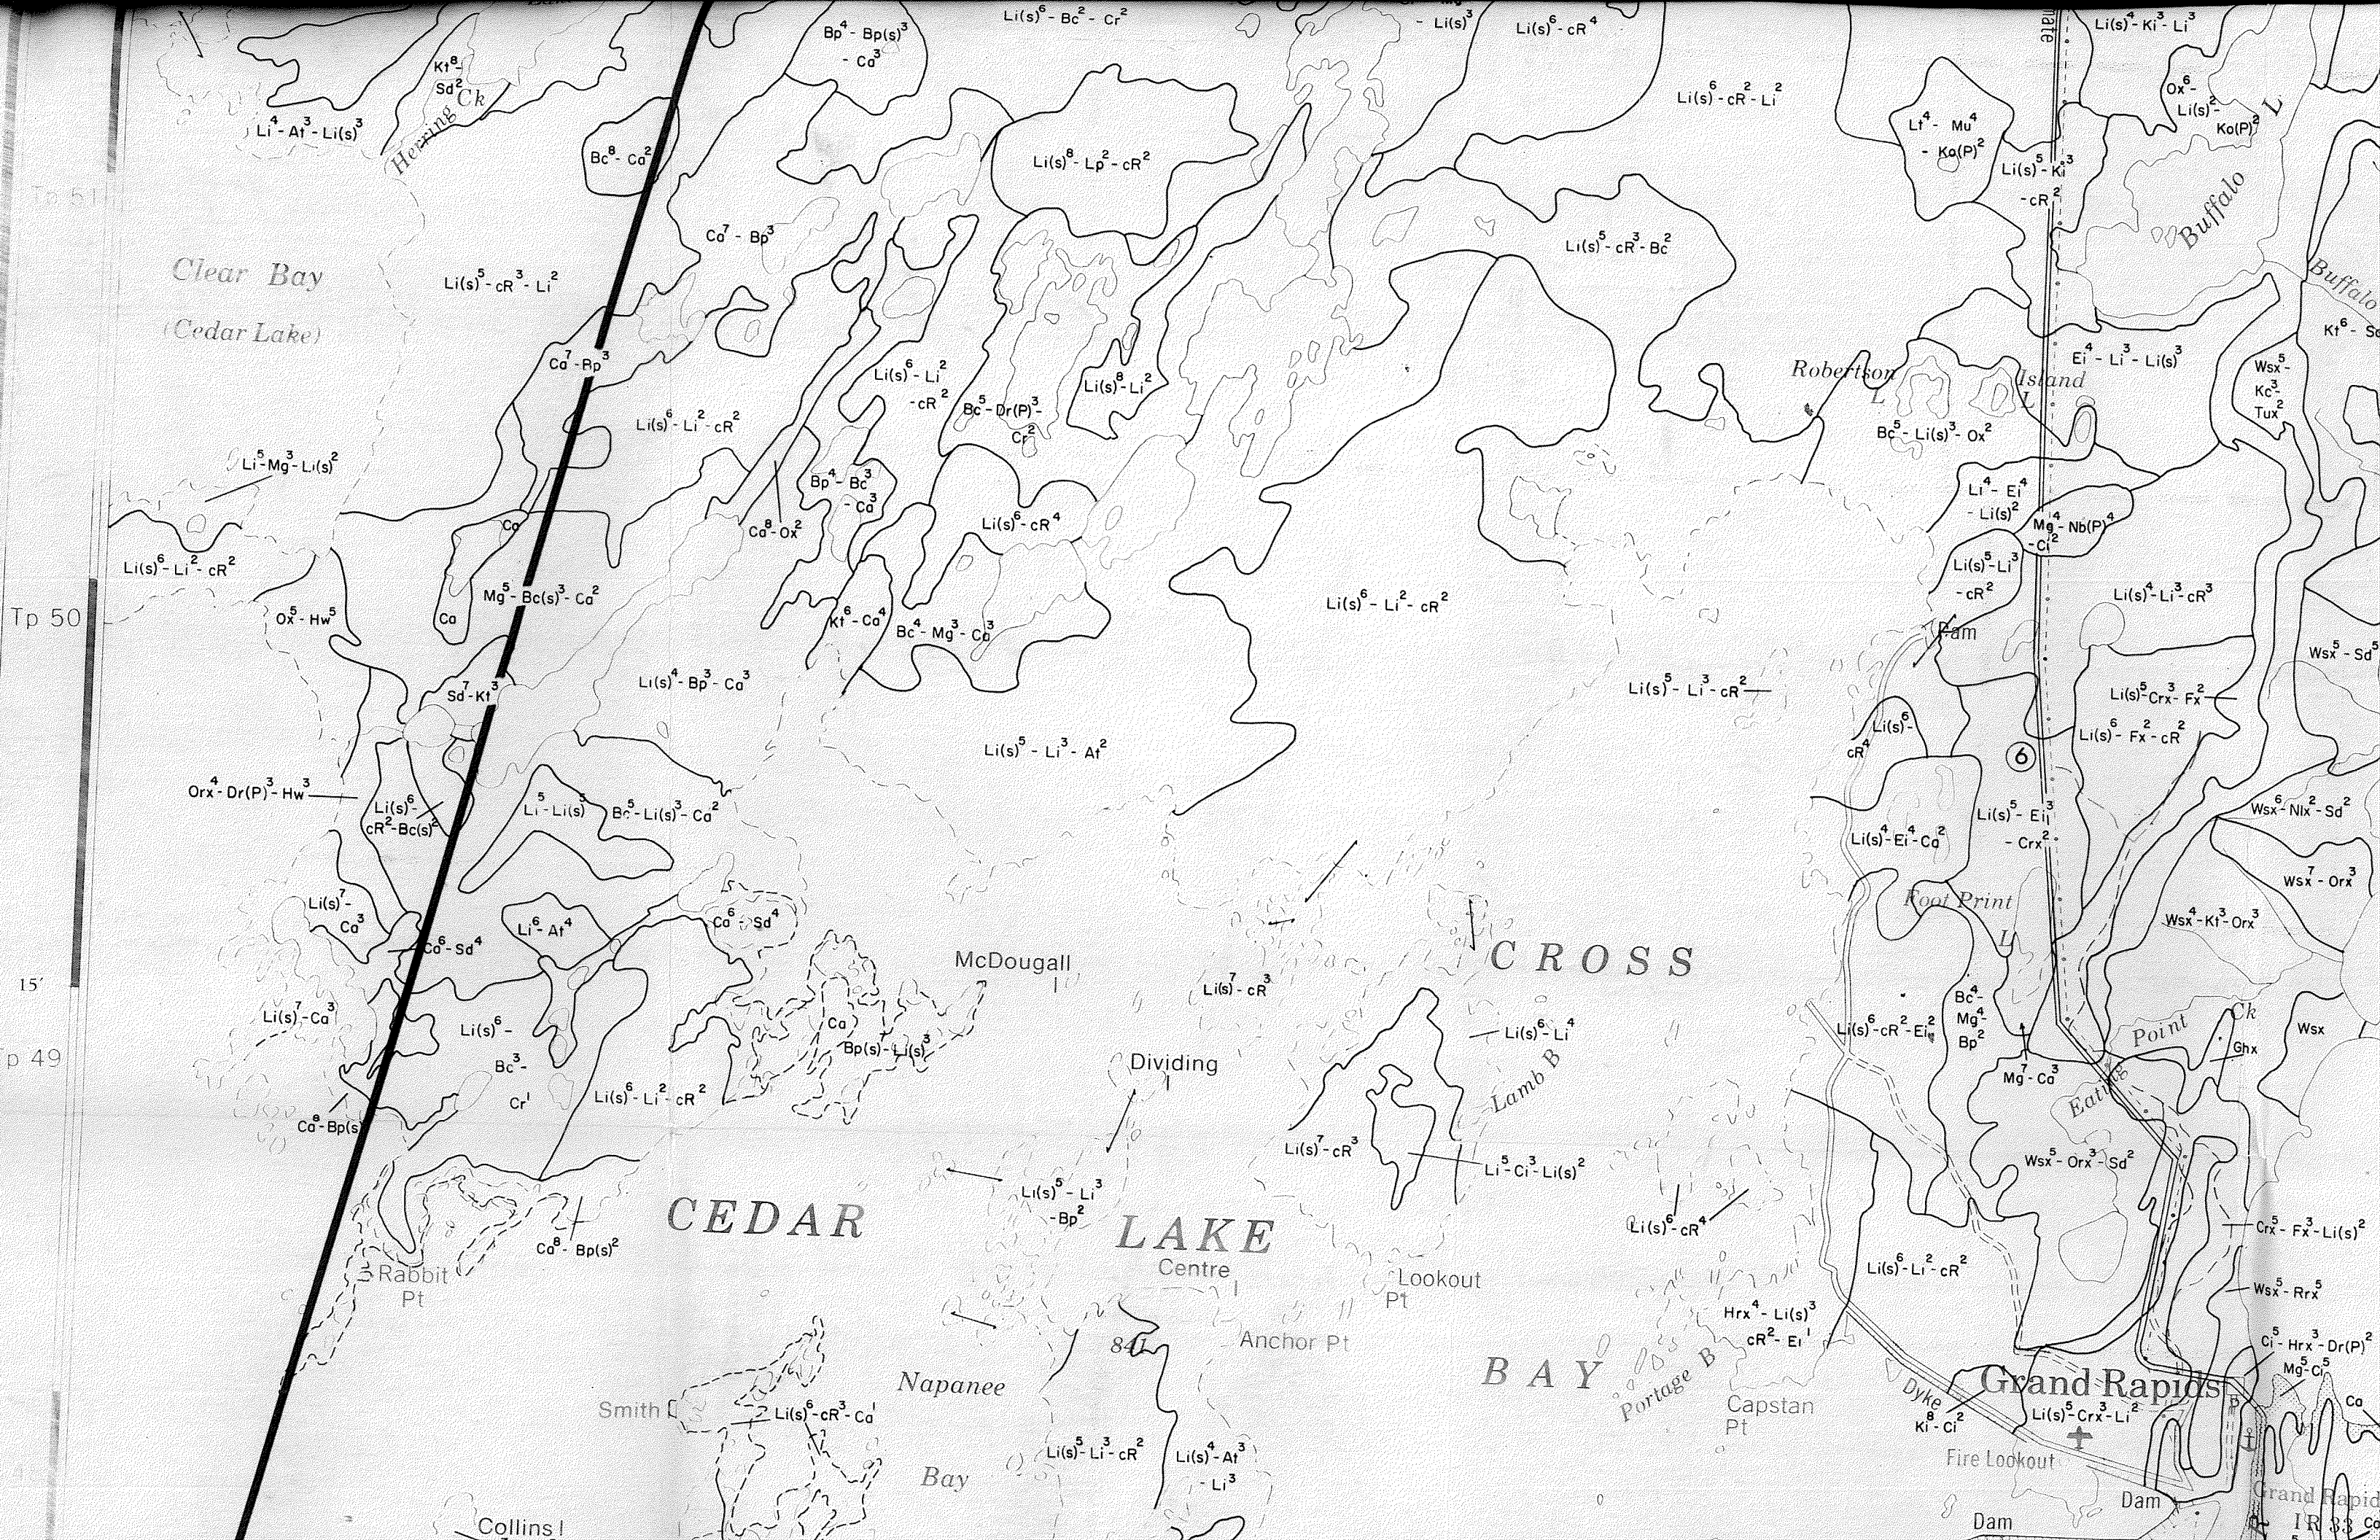 Li(s)⁶-Bc²-Cr²
- Li(s)³
Li(s)⁶-cR⁴
Li(s)⁴-Ki³-Li³
Bp⁴-Bp(s)³
- Ca³
Kt⁸-
Sd²
Herring Ck
Li⁴-At³-Li(s)³
Bc⁸-Ca²
Li(s)⁸-Lp²-cR²
Li(s)⁶-cR²-Li²
Lt⁴- Mu⁴
- Ko(P)²
Ox⁶-
Li(s)²-
Ko(P)²
Li(s)⁵-Ki³
-cR²
Buffalo L
Tp 51
Ca⁷-Bp³
Li(s)⁵-cR³-Bc²
Clear Bay
(Cedar Lake)
Li(s)⁵-cR³-Li²
Buffalo
Kt⁶-
Ca⁷-Bp³
Ei⁴-Li³-Li(s)³
Robertson
L
Island
L
Wsx⁵-
Kc³-
Tux²
Li(s)⁶-Li²
-cR²
Li(s)⁸-Li²
Bc⁵-Dr(P)³-
Cr²
Li(s)⁶-Li²-cR²
Bc⁵-Li(s)³-Ox²
Li⁵-Mg³-Li(s)²
Bp⁴-Bc³
-Ca³
Li⁴-Ei⁴
-Li(s)²
Ca
Ca⁸-Ox²
Li(s)⁶-cR⁴
Mg⁴-Nb(P)⁴
-Ci²
Li(s)⁶-Li²-cR²
Li(s)⁵-Li³
-cR²
Mg⁵-Bc(s)³-Ca²
Li(s)⁶-Li²-cR²
Li(s)⁴-Li³-cR³
Tp 50
Ox⁵-Hw⁵
Ca
Kt⁶-Ca⁴
Bc⁴-Mg³-Ca³
Dam
Wsx⁵-Sd⁵
Sd⁷-Kt³
Li(s)⁴-Bp³-Ca³
Li(s)⁵-Li³-cR²
Li(s)⁵-Crx³-Fx²
Li(s)⁶-
cR⁴
Li(s)⁶-Fx²-cR²
Li(s)⁵-Li³-At²
6
Orx⁴-Dr(P)³-Hw³
Li(s)⁶-
cR²-Bc(s)²
Li⁵-Li(s)⁵
Bc⁵-Li(s)³-Ca²
Li(s)⁵-Ei³
-Crx²
Wsx⁶-Nlx²-Sd²
Li(s)⁴-Ei⁴-Ca²
Wsx⁷-Orx³
Li(s)⁷-
Ca³
Foot Print
L
Li⁶-At⁴
Ca⁶-Sd⁴
Wsx⁴-Kt³-Orx³
Ca⁶-Sd⁴
McDougall I
CROSS
15′
Li(s)⁷-cR³
Li(s)⁷-Ca³
Li(s)⁶-
Bc³-
Cr¹
Ca
Bp(s)⁷-Li(s)³
Li(s)⁶-Li⁴
Li(s)⁶-cR²-Ei²
Bc⁴-
Mg⁴-
Bp²
Eating Point Ck
Wsx
Ghx
Tp 49
Dividing
I
Lamb B
Mg⁷-Ca³
Li(s)⁶-Li²-cR²
Ca⁸-Bp(s)
Li(s)⁷-cR³
Li⁵-Ci³-Li(s)²
Wsx⁵-Orx³-Sd²
Li(s)⁵-Li³
-Bp²
CEDAR
LAKE
Li(s)⁶-cR⁴
Crx⁵-Fx³-Li(s)²
Ca⁸-Bp(s)²
Rabbit
Pt
Centre
I
Lookout
Pt
Li(s)⁶-Li²-cR²
Wsx⁵-Rrx⁵
Hrx⁴-Li(s)³
cR²-Ei¹
841
Anchor Pt
Ci⁵-Hrx³-Dr(P)²
Mg⁵-Ci⁵
BAY
Portage B
Napanee
Bay
Grand Rapids
Dyke
Smith I
Li(s)⁶-cR³-Ca¹
Capstan
Pt
Ki⁸-Ci²
Li(s)⁵-Crx³-Li²
Ca
Li(s)⁵-Li³-cR²
Li(s)⁴-At³
-Li³
Fire Lookout
Dam
Grand Rapids
Collins I
Dam
I R 33
Ca